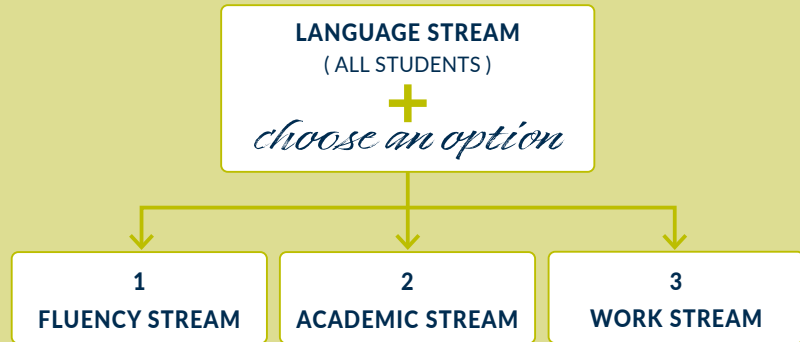 LANGUAGE STREAM
( ALL STUDENTS )
+
choose an option
1
FLUENCY STREAM
2
ACADEMIC STREAM
3
WORK STREAM